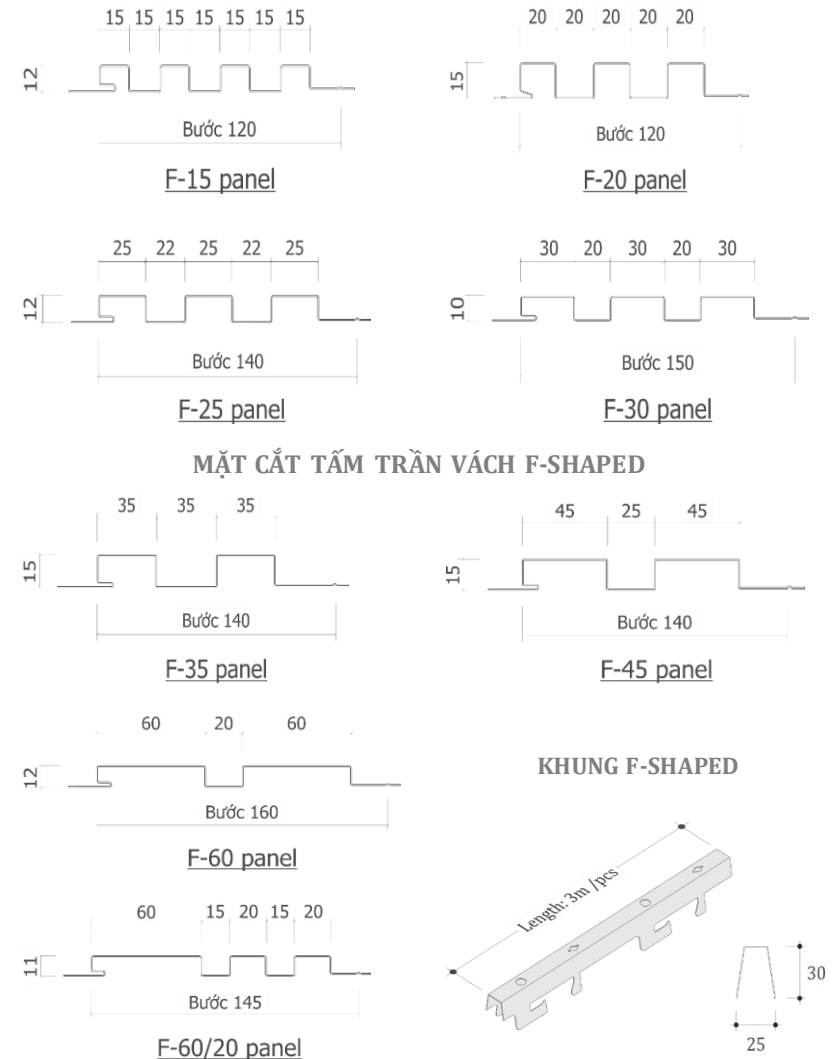 15 15 15 15 15 15 15
12
Bước 120
F-15 panel
20 20 20 20 20
15
Bước 120
F-20 panel
25 22 25 22 25
12
Bước 140
F-25 panel
30 20 30 20 30
10
Bước 150
F-30 panel
MẶT CẮT TẤM TRẦN VÁCH F-SHAPED
35 35 35
15
Bước 140
F-35 panel
45 25 45
15
Bước 140
F-45 panel
60 20 60
12
Bước 160
F-60 panel
60 15 20 15 20
11
Bước 145
F-60/20 panel
KHUNG F-SHAPED
Length: 3m /pcs
30
25